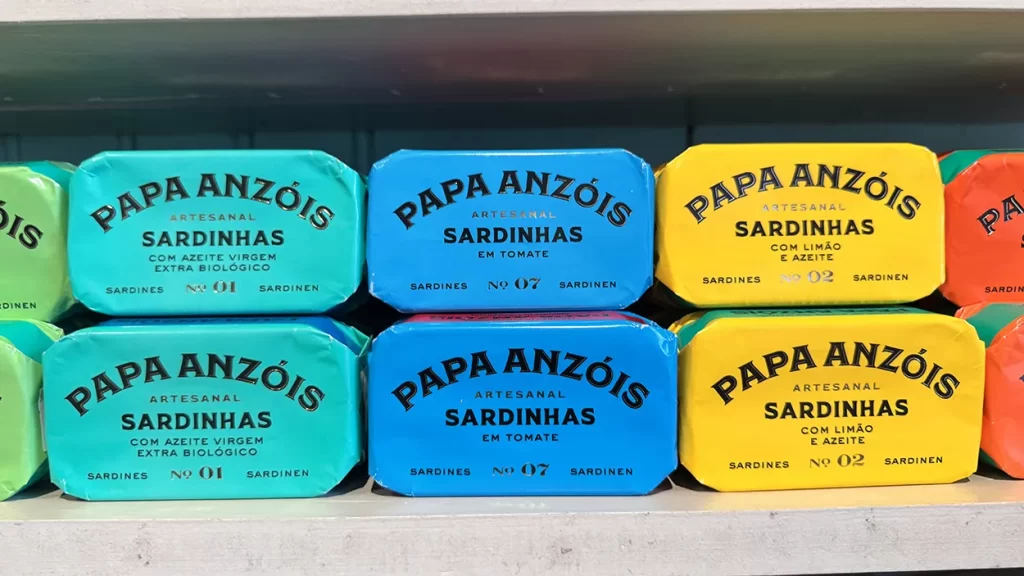 PAPA ANZÓIS
ARTESANAL
SARDINHAS
COM AZEITE VIRGEM
EXTRA BIOLÓGICO
SARDINES No 01 SARDINEN
PAPA ANZÓIS
ARTESANAL
SARDINHAS
EM TOMATE
SARDINES No 07 SARDINEN
PAPA ANZÓIS
ARTESANAL
SARDINHAS
COM LIMÃO
E AZEITE
SARDINES No 02 SARDINEN
PAPA ANZÓIS
ARTESANAL
SARDINHAS
COM AZEITE VIRGEM
EXTRA BIOLÓGICO
SARDINES No 01 SARDINEN
PAPA ANZÓIS
ARTESANAL
SARDINHAS
EM TOMATE
SARDINES No 07 SARDINEN
PAPA ANZÓIS
ARTESANAL
SARDINHAS
COM LIMÃO
E AZEITE
SARDINES No 02 SARDINEN